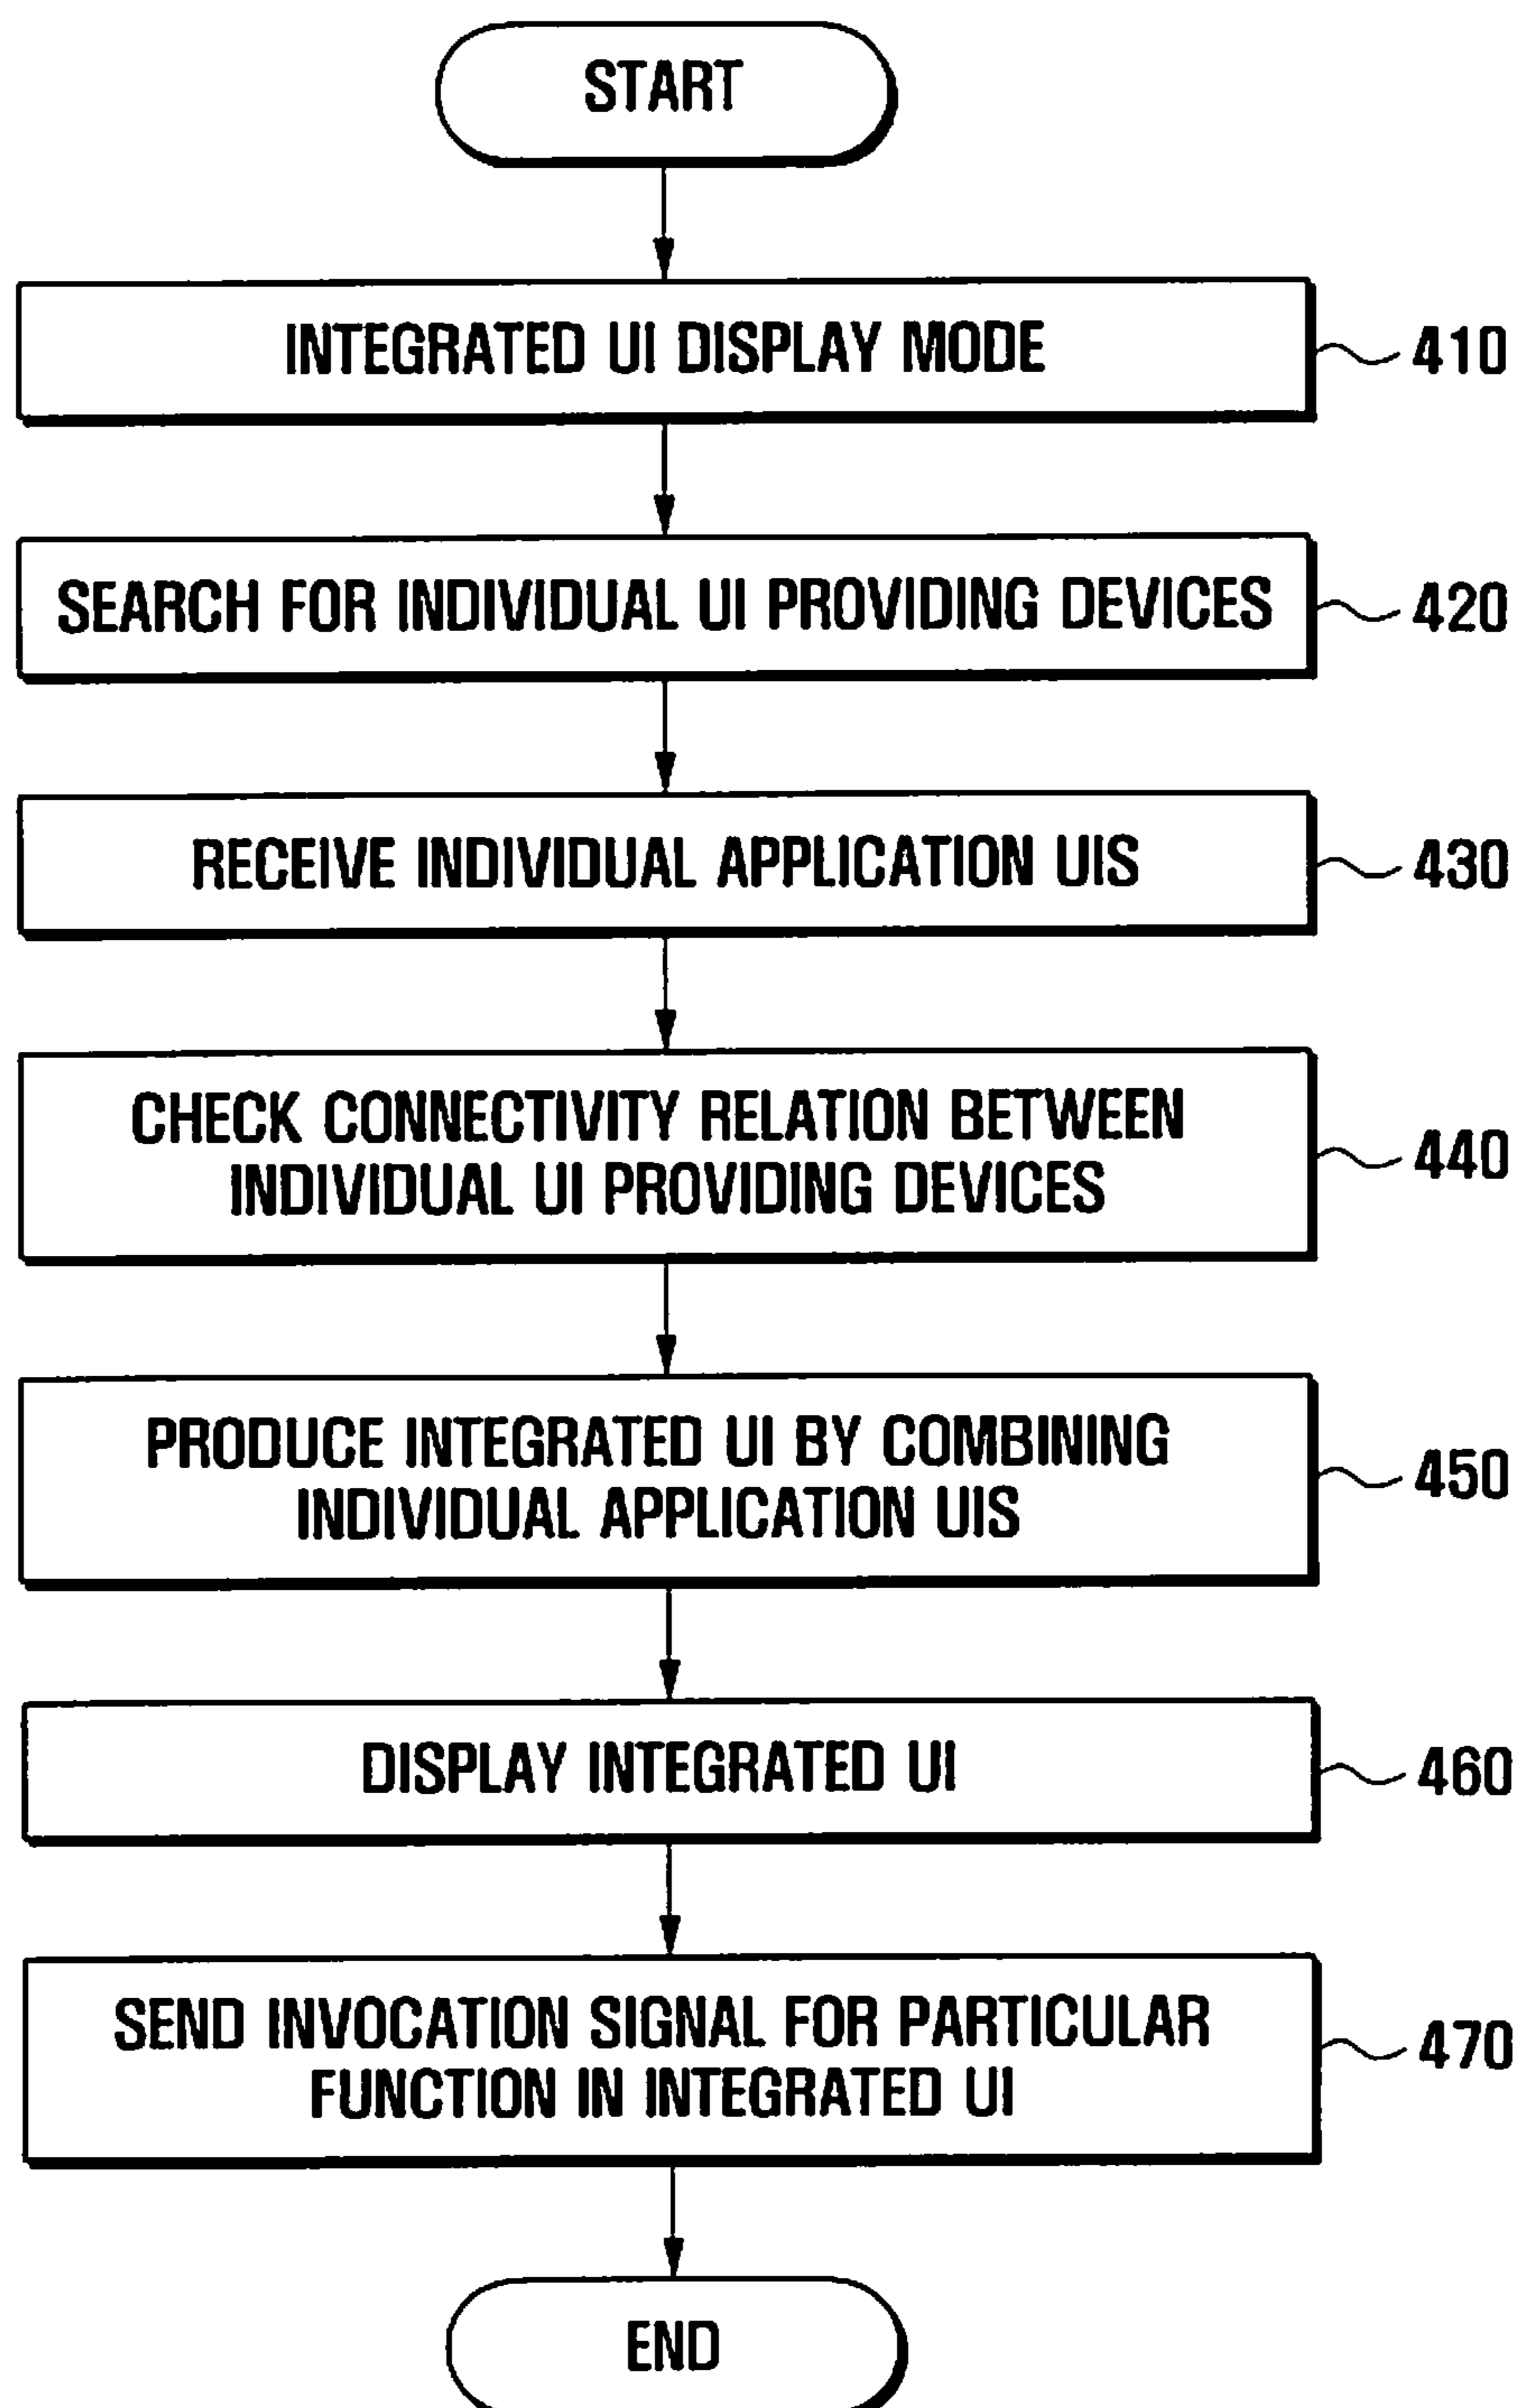 START
INTEGRATED UI DISPLAY MODE
410
SEARCH FOR INDIVIDUAL UI PROVIDING DEVICES
420
RECEIVE INDIVIDUAL APPLICATION UIS
430
CHECK CONNECTIVITY RELATION BETWEEN
INDIVIDUAL UI PROVIDING DEVICES
440
PRODUCE INTEGRATED UI BY COMBINING
INDIVIDUAL APPLICATION UIS
450
DISPLAY INTEGRATED UI
460
SEND INVOCATION SIGNAL FOR PARTICULAR
FUNCTION IN INTEGRATED UI
470
END